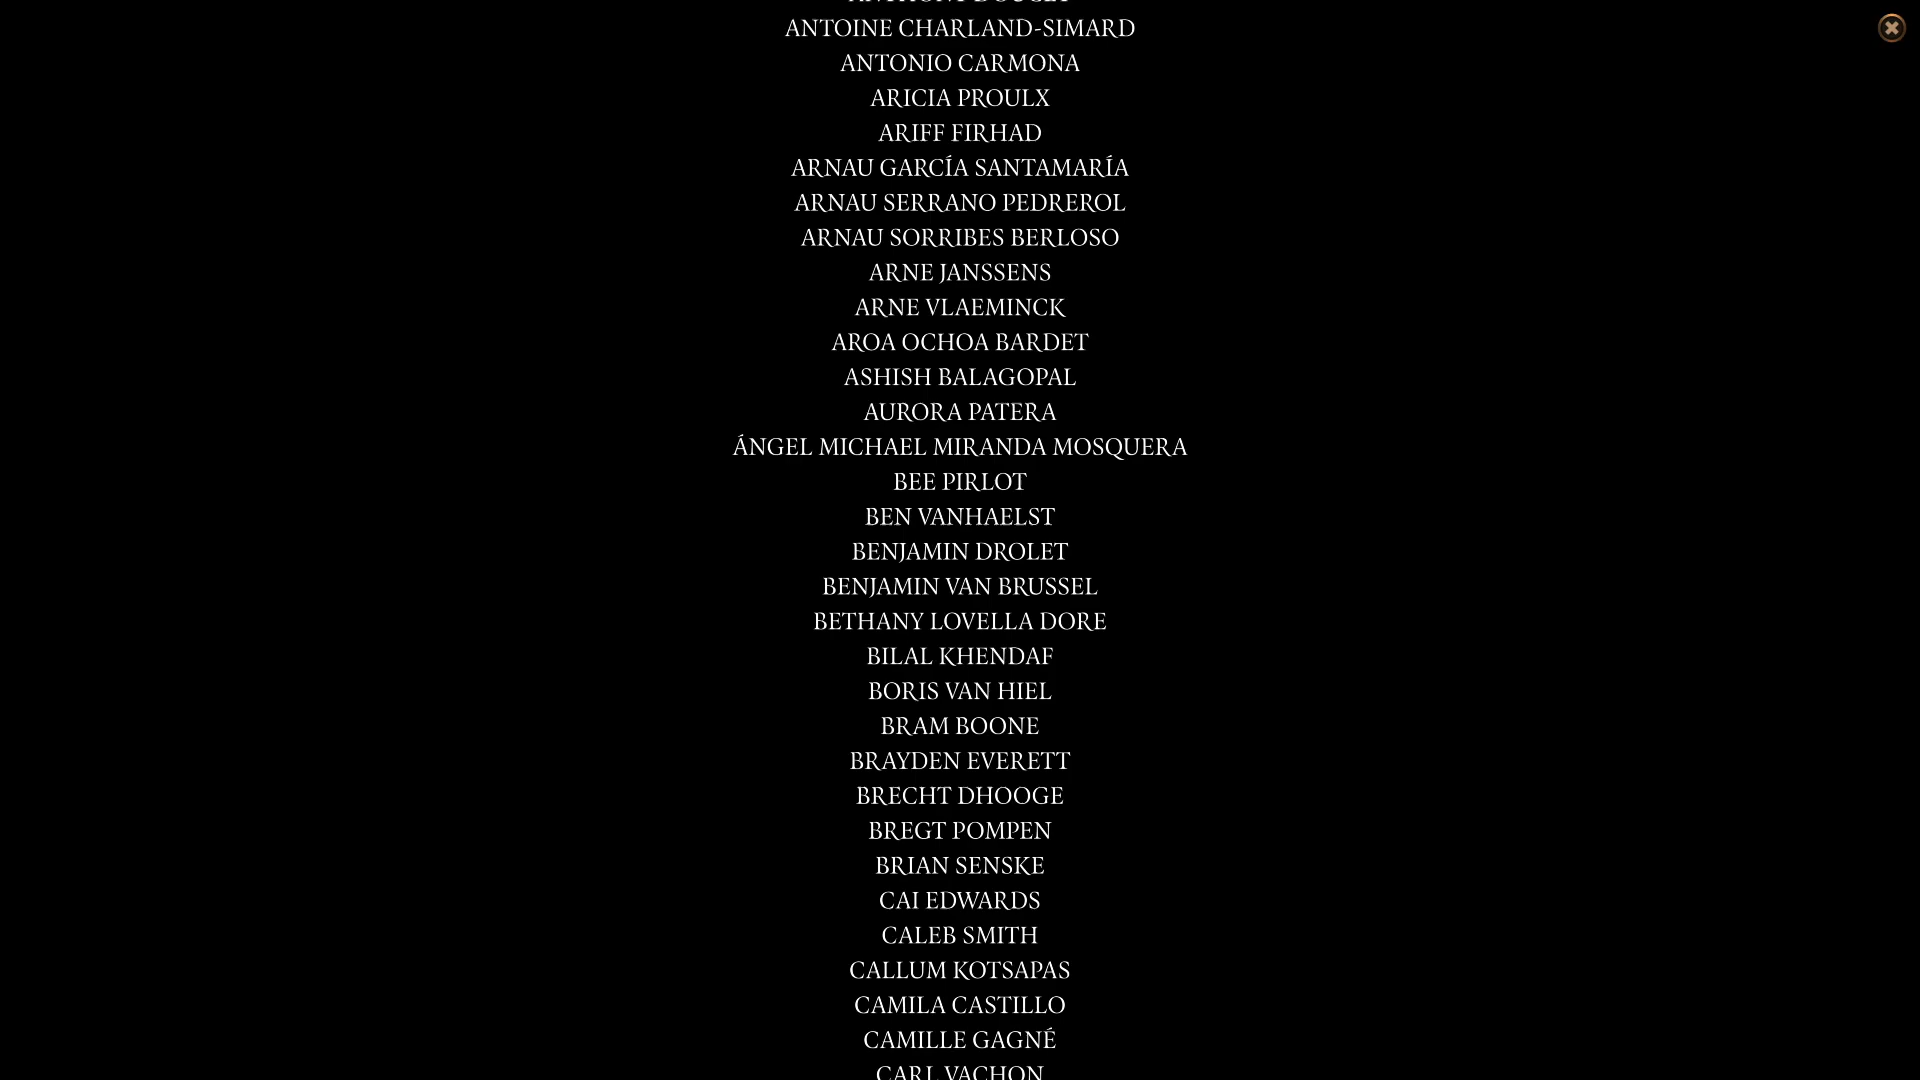 ANTOINE CHARLAND-SIMARD
ANTONIO CARMONA
ARICIA PROULX
ARIFF FIRHAD
ARNAU GARCÍA SANTAMARÍA
ARNAU SERRANO PEDREROL
ARNAU SORRIBES BERLOSO
ARNE JANSSENS
ARNE VLAEMINCK
AROA OCHOA BARDET
ASHISH BALAGOPAL
AURORA PATERA
ÁNGEL MICHAEL MIRANDA MOSQUERA
BEE PIRLOT
BEN VANHAELST
BENJAMIN DROLET
BENJAMIN VAN BRUSSEL
BETHANY LOVELLA DORE
BILAL KHENDAF
BORIS VAN HIEL
BRAM BOONE
BRAYDEN EVERETT
BRECHT DHOOGE
BREGT POMPEN
BRIAN SENSKE
CAI EDWARDS
CALEB SMITH
CALLUM KOTSAPAS
CAMILA CASTILLO
CAMILLE GAGNÉ
CARL VACHON